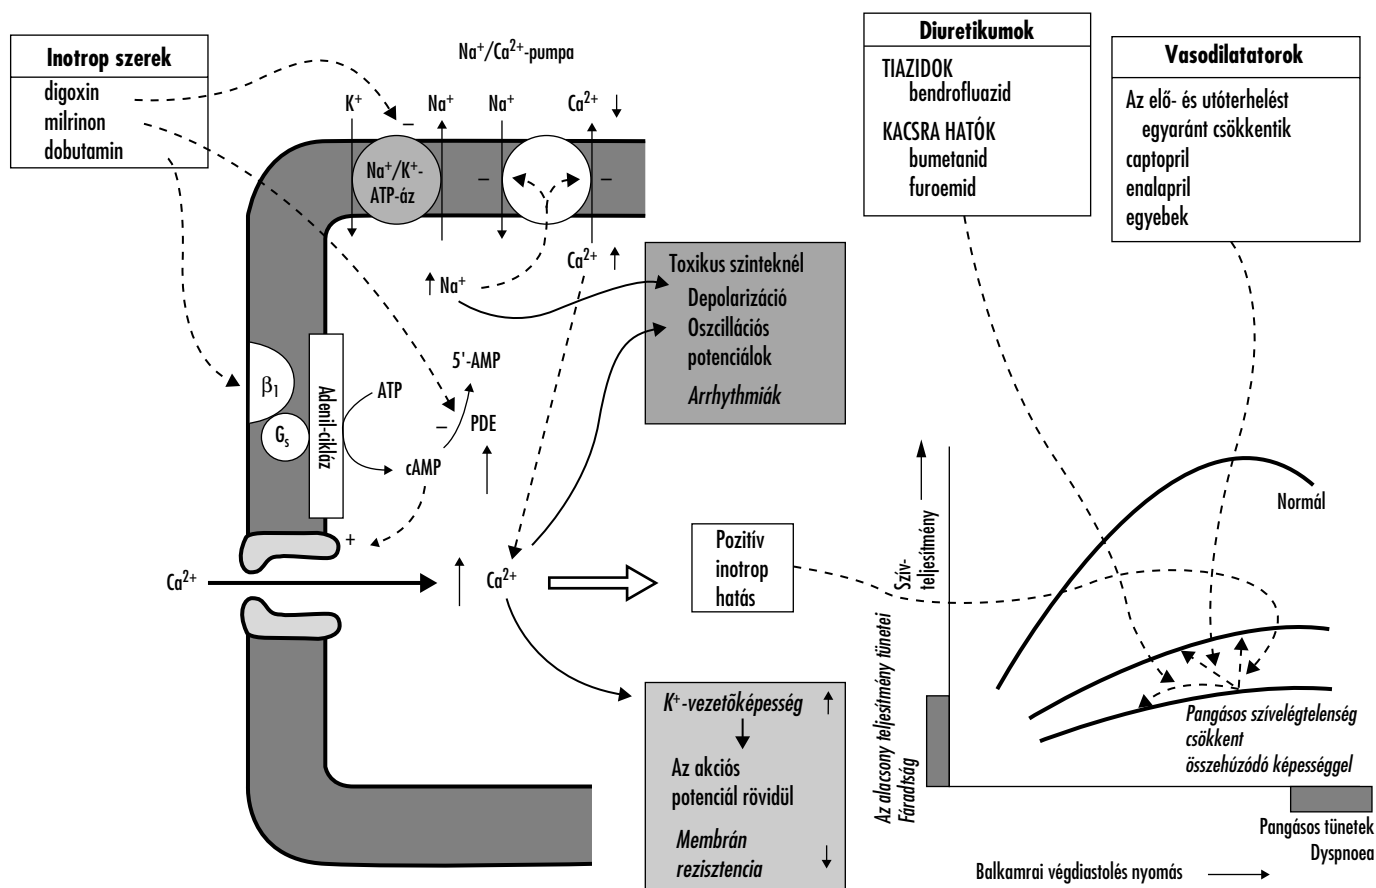 Inotrop szerek
digoxin
milrinon
dobutamin
Na⁺/Ca²⁺-pumpa
K⁺
–
Na⁺
Na⁺
Ca²⁺
Na⁺/K⁺-
ATP-áz
–
–
Na⁺
Ca²⁺
β₁
Gₛ
Adenil-cikláz
ATP
cAMP
5'-AMP
–
PDE
+
Ca²⁺
Ca²⁺
Toxikus szinteknél
Depolarizáció
Oszcillációs
potenciálok
Arrhythmiák
Pozitív
inotrop
hatás
K⁺-vezetőképesség
Az akciós
potenciál rövidül
Membrán
rezisztencia
Diuretikumok
TIAZIDOK
bendrofluazid
KACSRA HATÓK
bumetanid
furoemid
Vasodilatatorok
Az elő- és utóterhelést
egyaránt csökkentik
captopril
enalapril
egyebek
Szív-
teljesítmény
Az alacsony teljesítmény tünetei
Fáradtság
Normál
Pangásos szívelégtelenség
csökkent
összehúzódó képességgel
Pangásos tünetek
Dyspnoea
Balkamrai végdiastolés nyomás